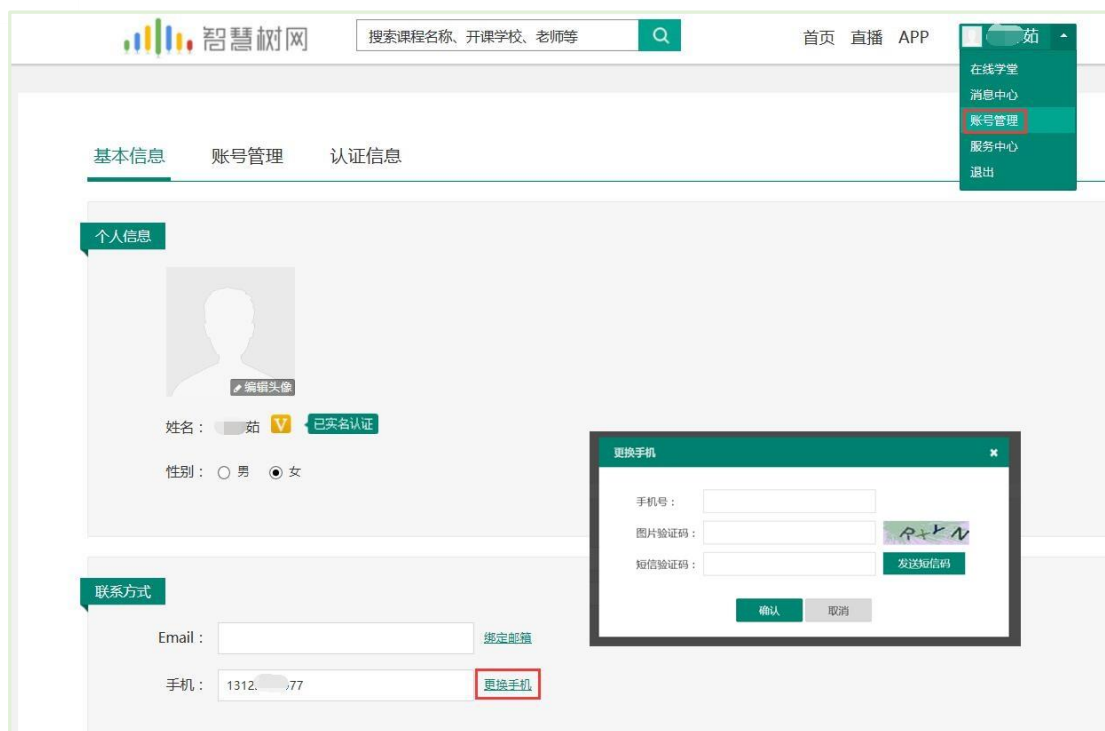 智慧树网
搜索课程名称、开课学校、老师等
首页 直播 APP
茹
在线学堂
消息中心
账号管理
服务中心
退出
基本信息 账号管理 认证信息
个人信息
编辑头像
姓名： 茹 V 已实名认证
性别： 男 女
更换手机
手机号：
图片验证码：
短信验证码： 发送短信码
确认 取消
联系方式
Email： 绑定邮箱
手机： 1312 77 更换手机